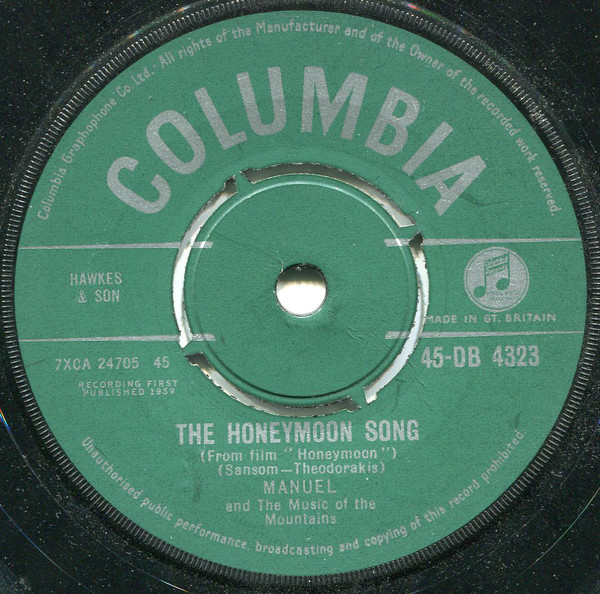 Columbia Graphophone Co. Ltd. · All rights of the Manufacturer and of the Owner of the recorded work reserved.
COLUMBIA
HAWKES
& SON
MADE IN GT. BRITAIN
7XCA 24705 45
45-DB 4323
RECORDING FIRST
PUBLISHED 1959
THE HONEYMOON SONG
(From film "Honeymoon")
(Sansom—Theodorakis)
MANUEL
and The Music of the
Mountains
Unauthorised public performance, broadcasting and copying of this record prohibited.